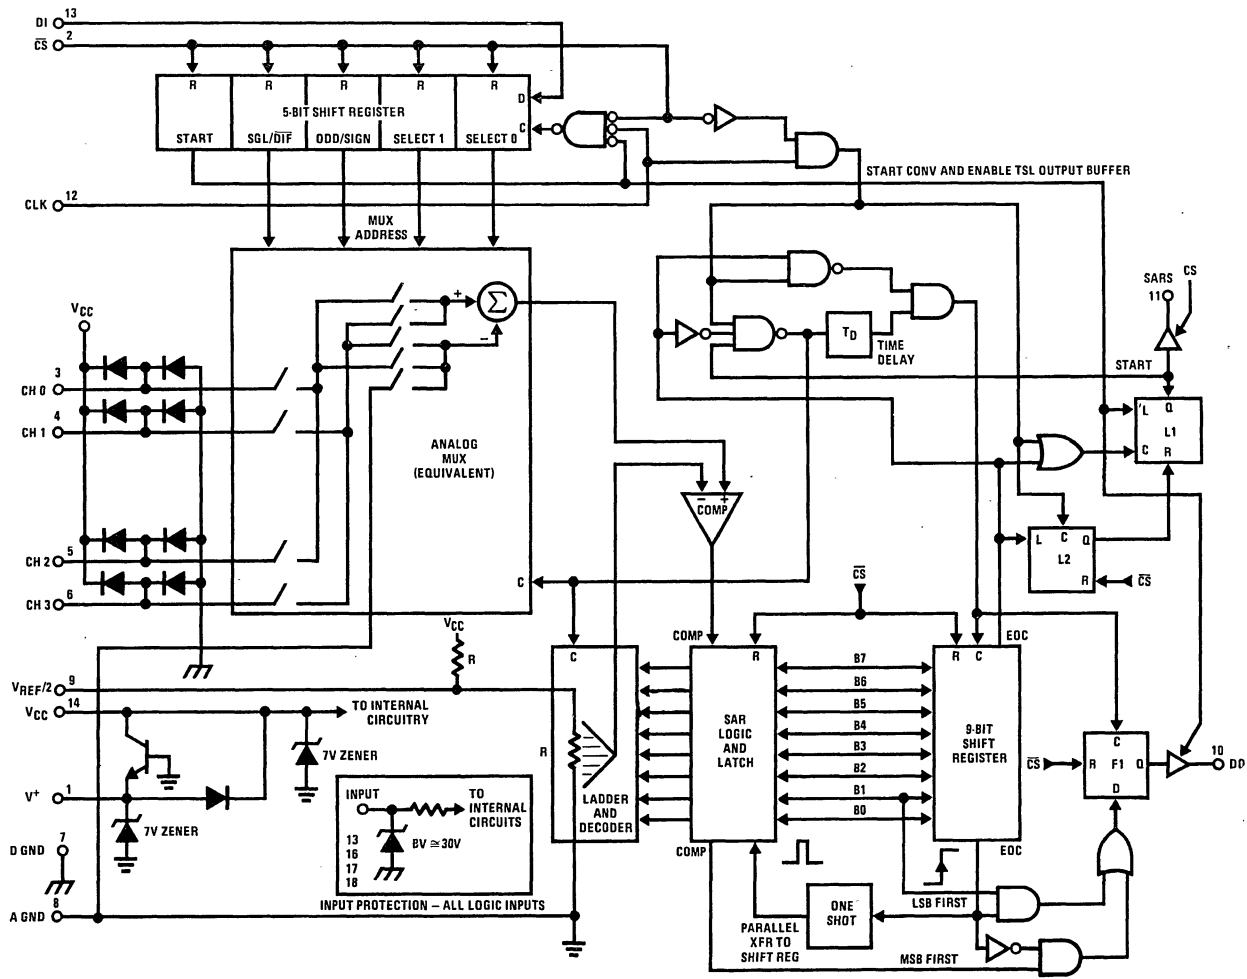 DI 13
CS 2
R R R R R
5-BIT SHIFT REGISTER
D
C
START SGL/DIF ODD/SIGN SELECT 1 SELECT 0
START CONV AND ENABLE TSL OUTPUT BUFFER
CLK 12
MUX
ADDRESS
VCC
+
Σ
−
SARS
11
CS
TD
TIME
DELAY
START
3
CH 0
4
CH 1
L Q
L1
C R
ANALOG
MUX
(EQUIVALENT)
− +
COMP
5
CH 2
6
CH 3
C
L C Q
L2
R
CS
CS
VCC
R
COMP
EOC
C
R
R C
VREF/2 9
VCC 14
TO INTERNAL
CIRCUITRY
7V ZENER
R
LADDER
AND
DECODER
SAR
LOGIC
AND
LATCH
B7
B6
B5
B4
B3
B2
B1
B0
9-BIT
SHIFT
REGISTER
CS
C
R F1 Q
D
10
DO
V+ 1
7V ZENER
INPUT
TO
INTERNAL
CIRCUITS
BV ≅ 30V
13
16
17
18
INPUT PROTECTION – ALL LOGIC INPUTS
D GND 7
A GND 8
COMP
EOC
PARALLEL
XFR TO
SHIFT REG
ONE
SHOT
LSB FIRST
MSB FIRST